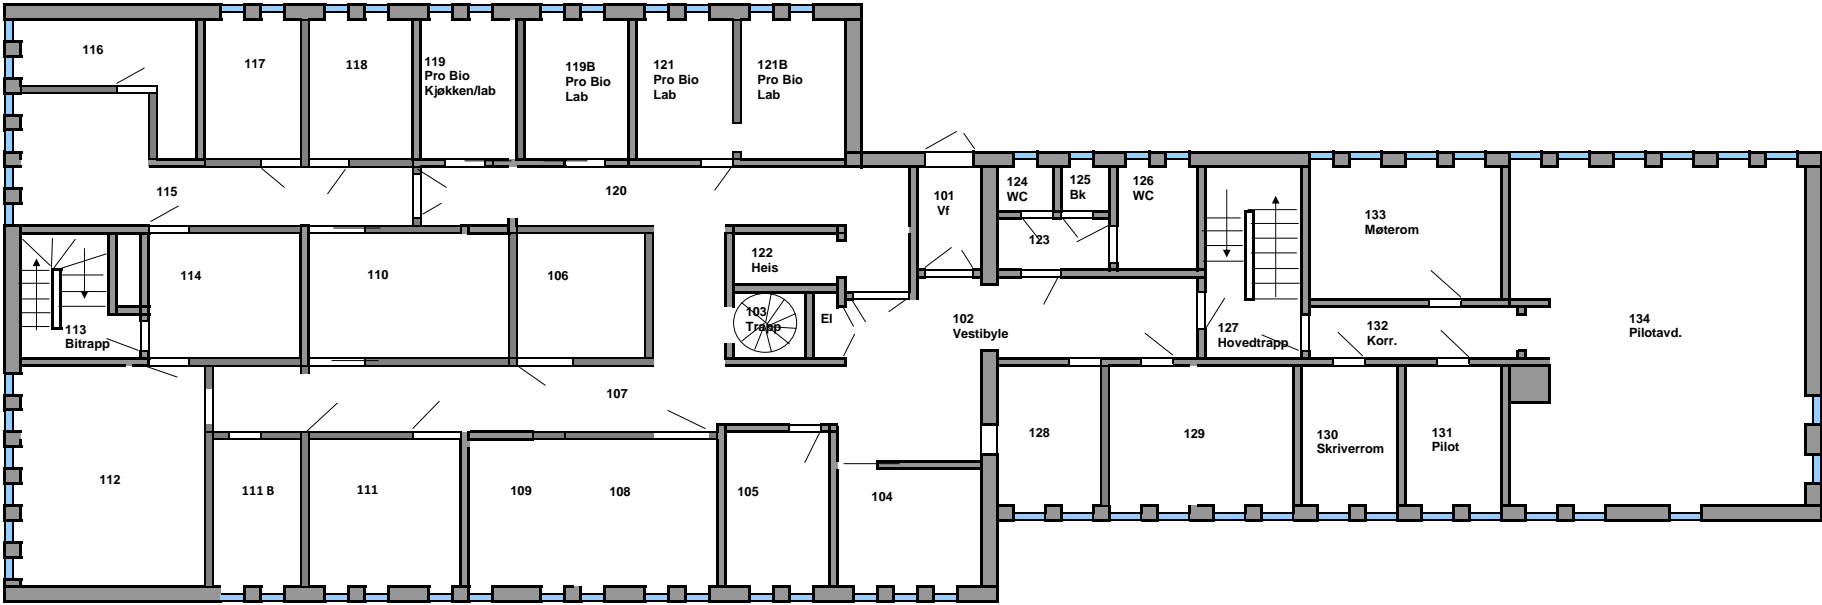 116
117
118
119
Pro Bio
Kjøkken/lab
119B
Pro Bio
Lab
121
Pro Bio
Lab
121B
Pro Bio
Lab
115
120
101
Vf
124
WC
125
Bk
126
WC
123
133
Møterom
122
Heis
114
110
106
113
Bitrapp
103
Trapp
El
102
Vestibyle
127
Hovedtrapp
132
Korr.
134
Pilotavd.
107
112
111 B
111
109
108
105
104
128
129
130
Skriverrom
131
Pilot